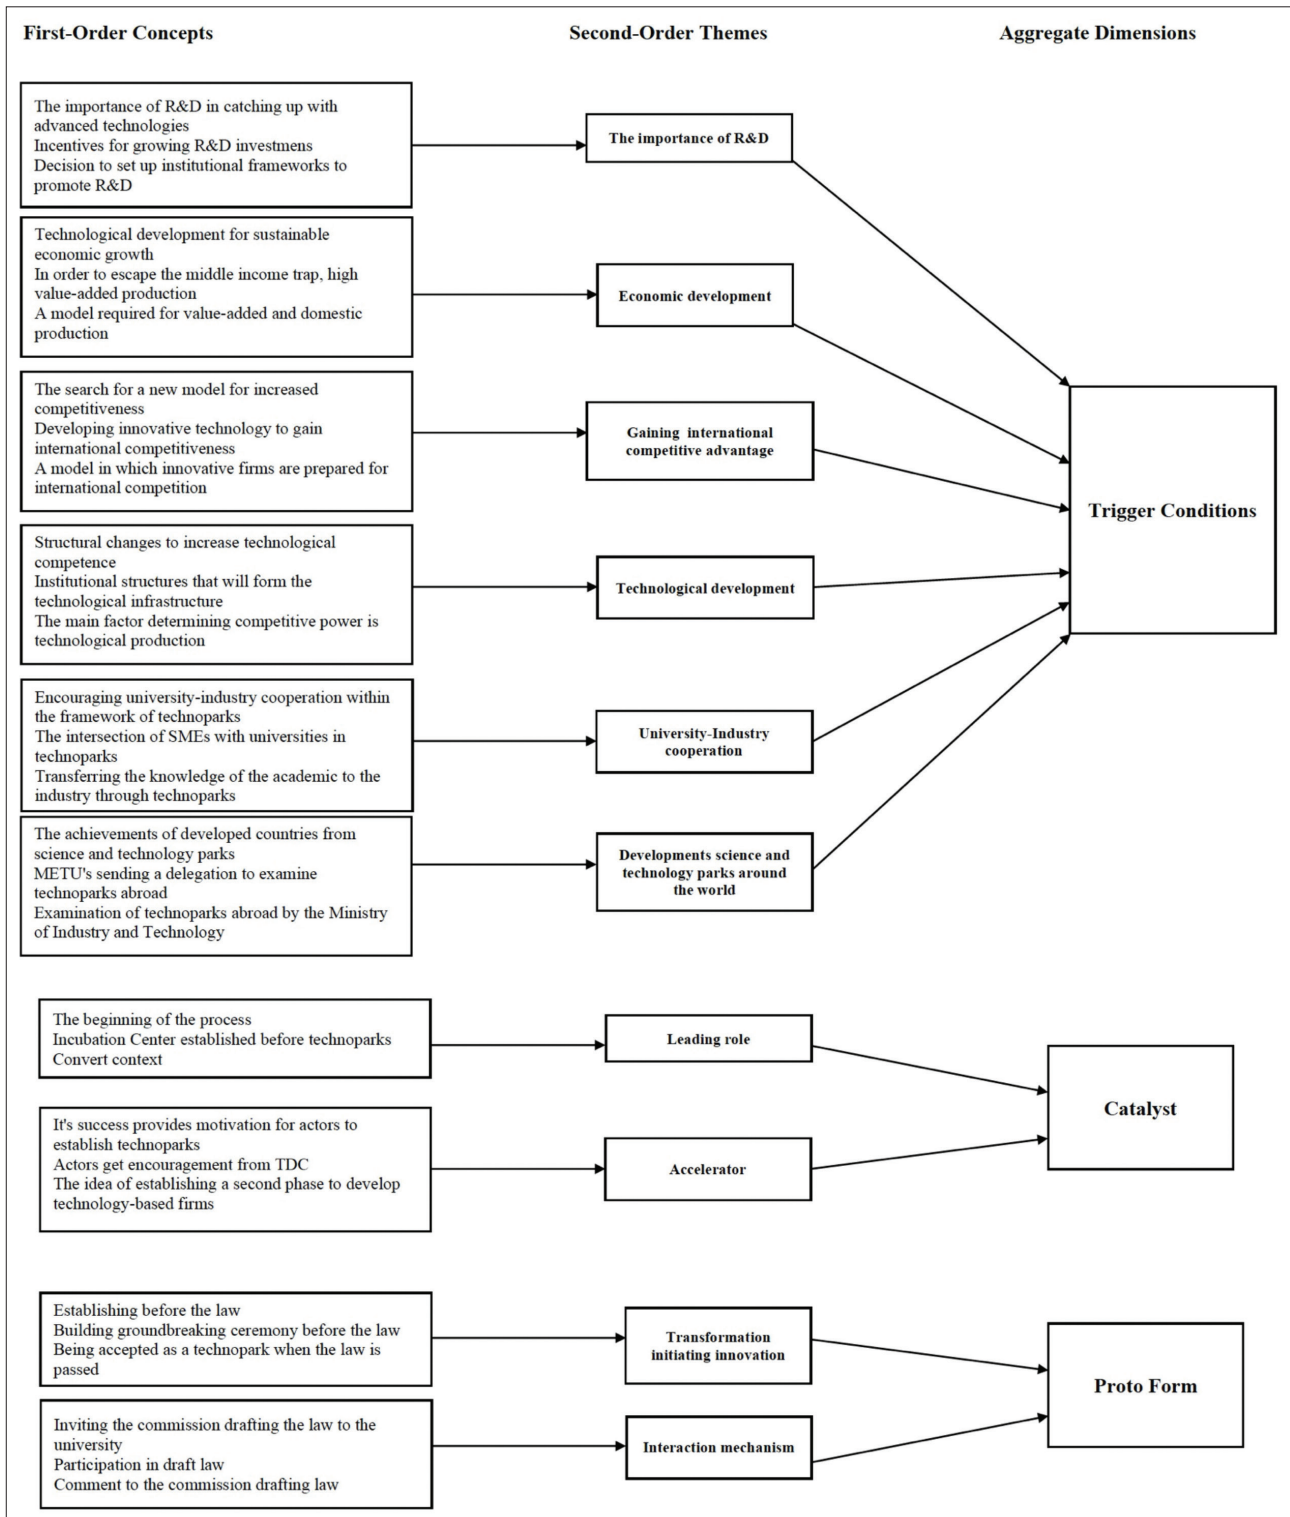 First-Order Concepts
Second-Order Themes
Aggregate Dimensions
The importance of R&D in catching up with
advanced technologies
Incentives for growing R&D investmens
Decision to set up institutional frameworks to
promote R&D
The importance of R&D
Technological development for sustainable
economic growth
In order to escape the middle income trap, high
value-added production
A model required for value-added and domestic
production
Economic development
The search for a new model for increased
competitiveness
Developing innovative technology to gain
international competitiveness
A model in which innovative firms are prepared for
international competition
Gaining international
competitive advantage
Structural changes to increase technological
competence
Institutional structures that will form the
technological infrastructure
The main factor determining competitive power is
technological production
Technological development
Encouraging university-industry cooperation within
the framework of technoparks
The intersection of SMEs with universities in
technoparks
Transferring the knowledge of the academic to the
industry through technoparks
University-Industry
cooperation
The achievements of developed countries from
science and technology parks
METU's sending a delegation to examine
technoparks abroad
Examination of technoparks abroad by the Ministry
of Industry and Technology
Developments science and
technology parks around
the world
Trigger Conditions
The beginning of the process
Incubation Center established before technoparks
Convert context
Leading role
It's success provides motivation for actors to
establish technoparks
Actors get encouragement from TDC
The idea of establishing a second phase to develop
technology-based firms
Accelerator
Catalyst
Establishing before the law
Building groundbreaking ceremony before the law
Being accepted as a technopark when the law is
passed
Transformation
initiating innovation
Inviting the commission drafting the law to the
university
Participation in draft law
Comment to the commission drafting law
Interaction mechanism
Proto Form